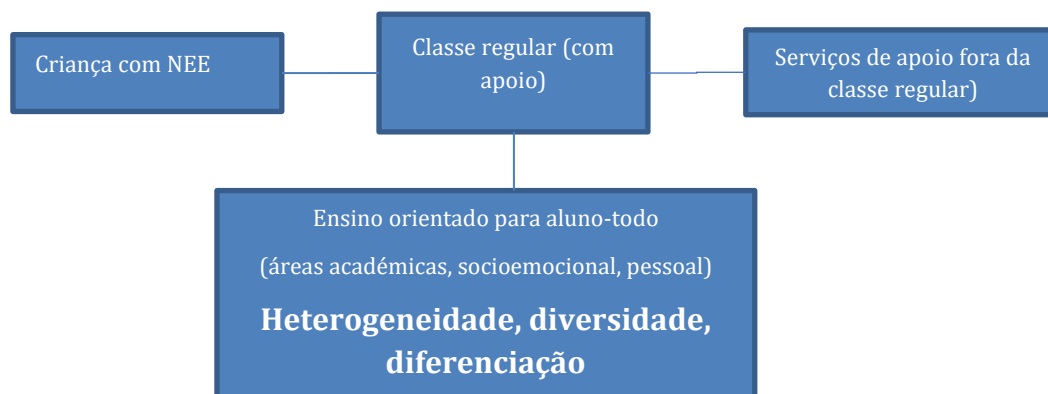 Criança com NEE
Classe regular (com
apoio)
Serviços de apoio fora da
classe regular)
Ensino orientado para aluno-todo
(áreas académicas, socioemocional, pessoal)
Heterogeneidade, diversidade,
diferenciação